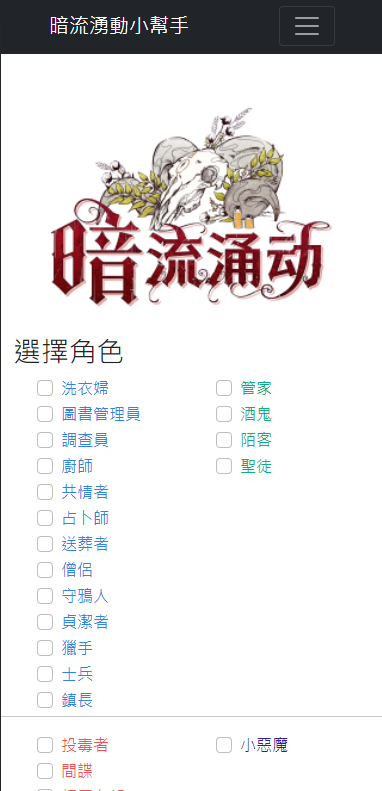 暗流湧動小幫手
暗流涌动
選擇角色
洗衣婦
管家
圖書管理員
酒鬼
調查員
陌客
廚師
聖徒
共情者
占卜師
送葬者
僧侶
守鴉人
貞潔者
獵手
士兵
鎮長
投毒者
小惡魔
間諜